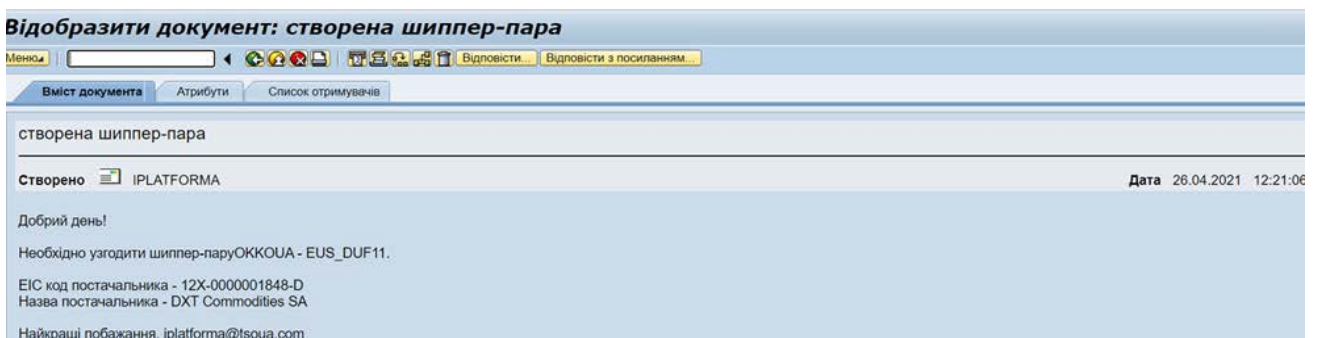 Відобразити документ: створена шиппер-пара
Меню Відповісти... Відповісти з посиланням...
Вміст документа Атрибути Список отримувачів
створена шиппер-пара
Створено IPLATFORMA Дата 26.04.2021 12:21:06
Добрий день!
Необхідно узгодити шиппер-паруOKKOUA - EUS_DUF11.
ЕІС код постачальника - 12X-0000001848-D
Назва постачальника - DXT Commodities SA
Найкращі побажання, iplatforma@tsoua.com